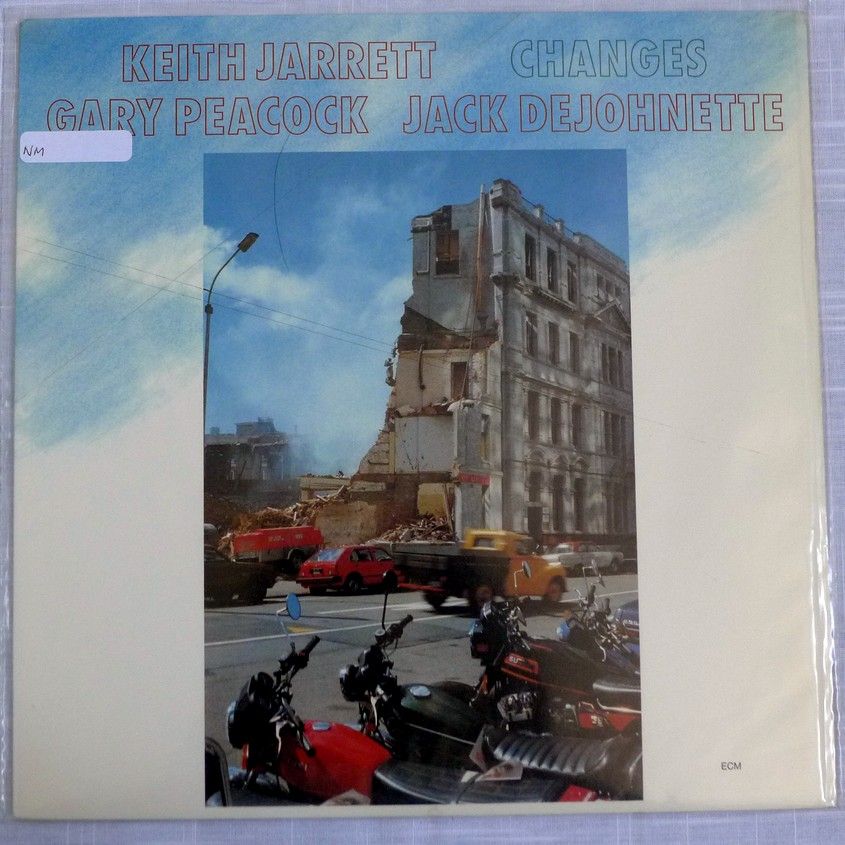 KEITH JARRETT CHANGES
GARY PEACOCK JACK DEJOHNETTE
NM
ECM